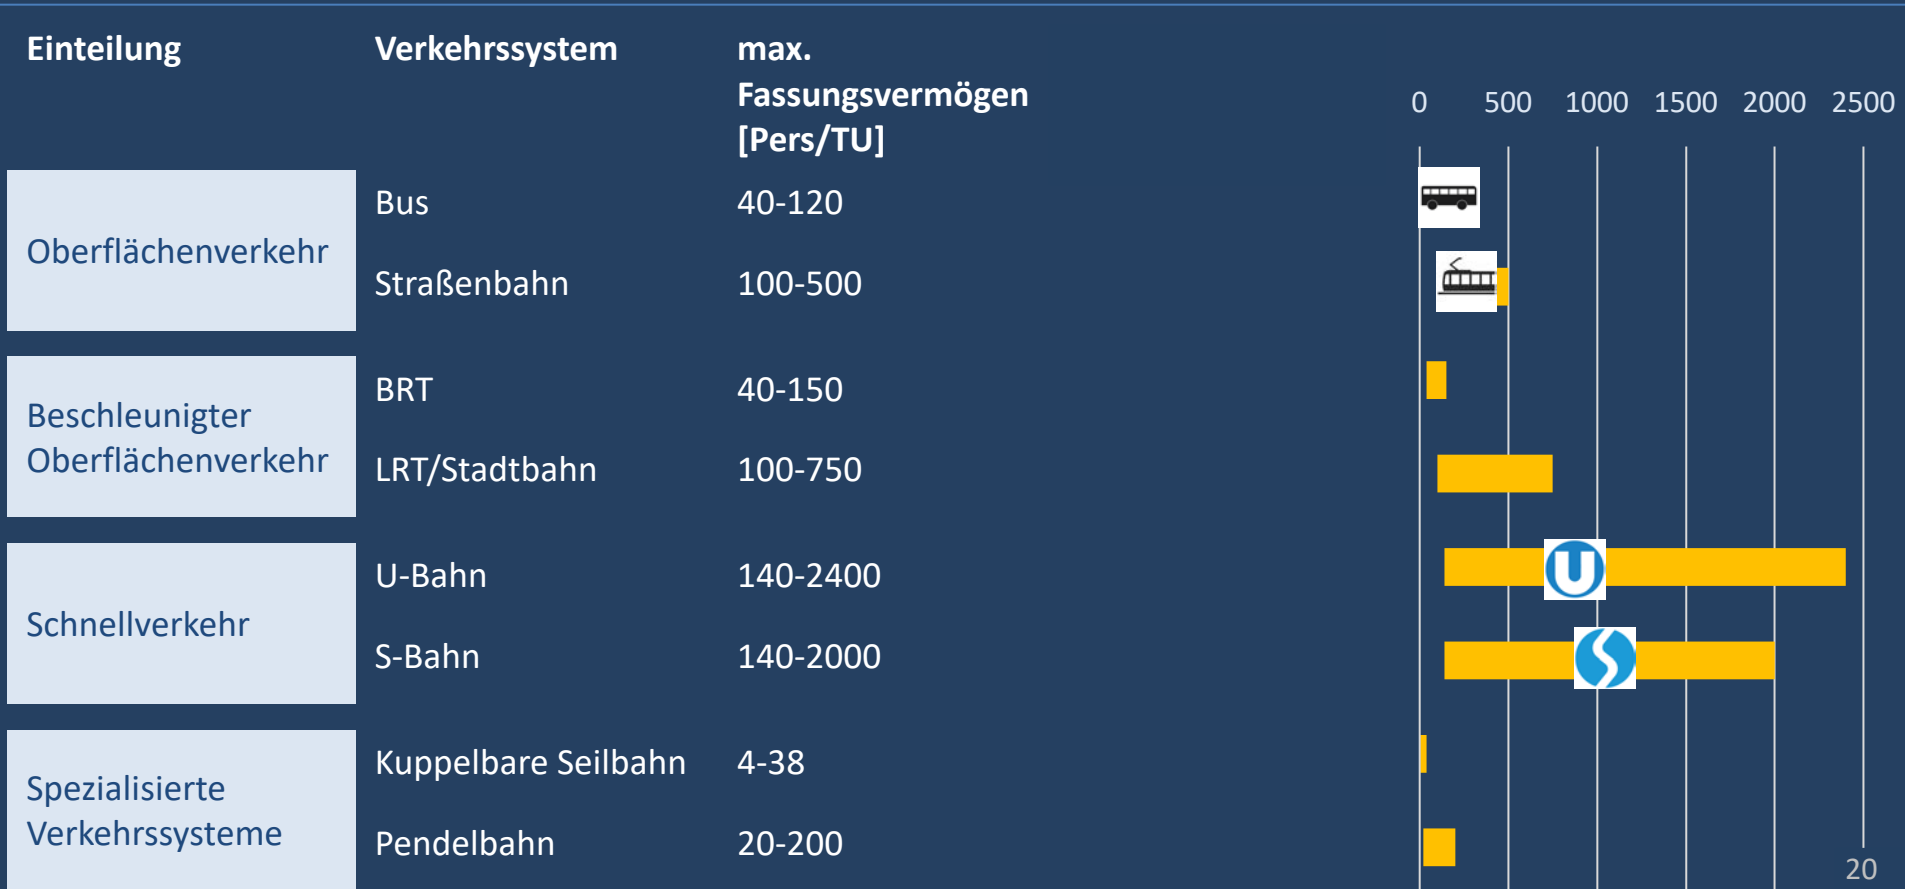 Einteilung
Verkehrssystem
max.
Fassungsvermögen
[Pers/TU]
0 500 1000 1500 2000 2500
Oberflächenverkehr
Bus
40-120
Straßenbahn
100-500
Beschleunigter
Oberflächenverkehr
BRT
40-150
LRT/Stadtbahn
100-750
Schnellverkehr
U-Bahn
140-2400
U
S-Bahn
140-2000
Spezialisierte
Verkehrssysteme
Kuppelbare Seilbahn
4-38
Pendelbahn
20-200
20